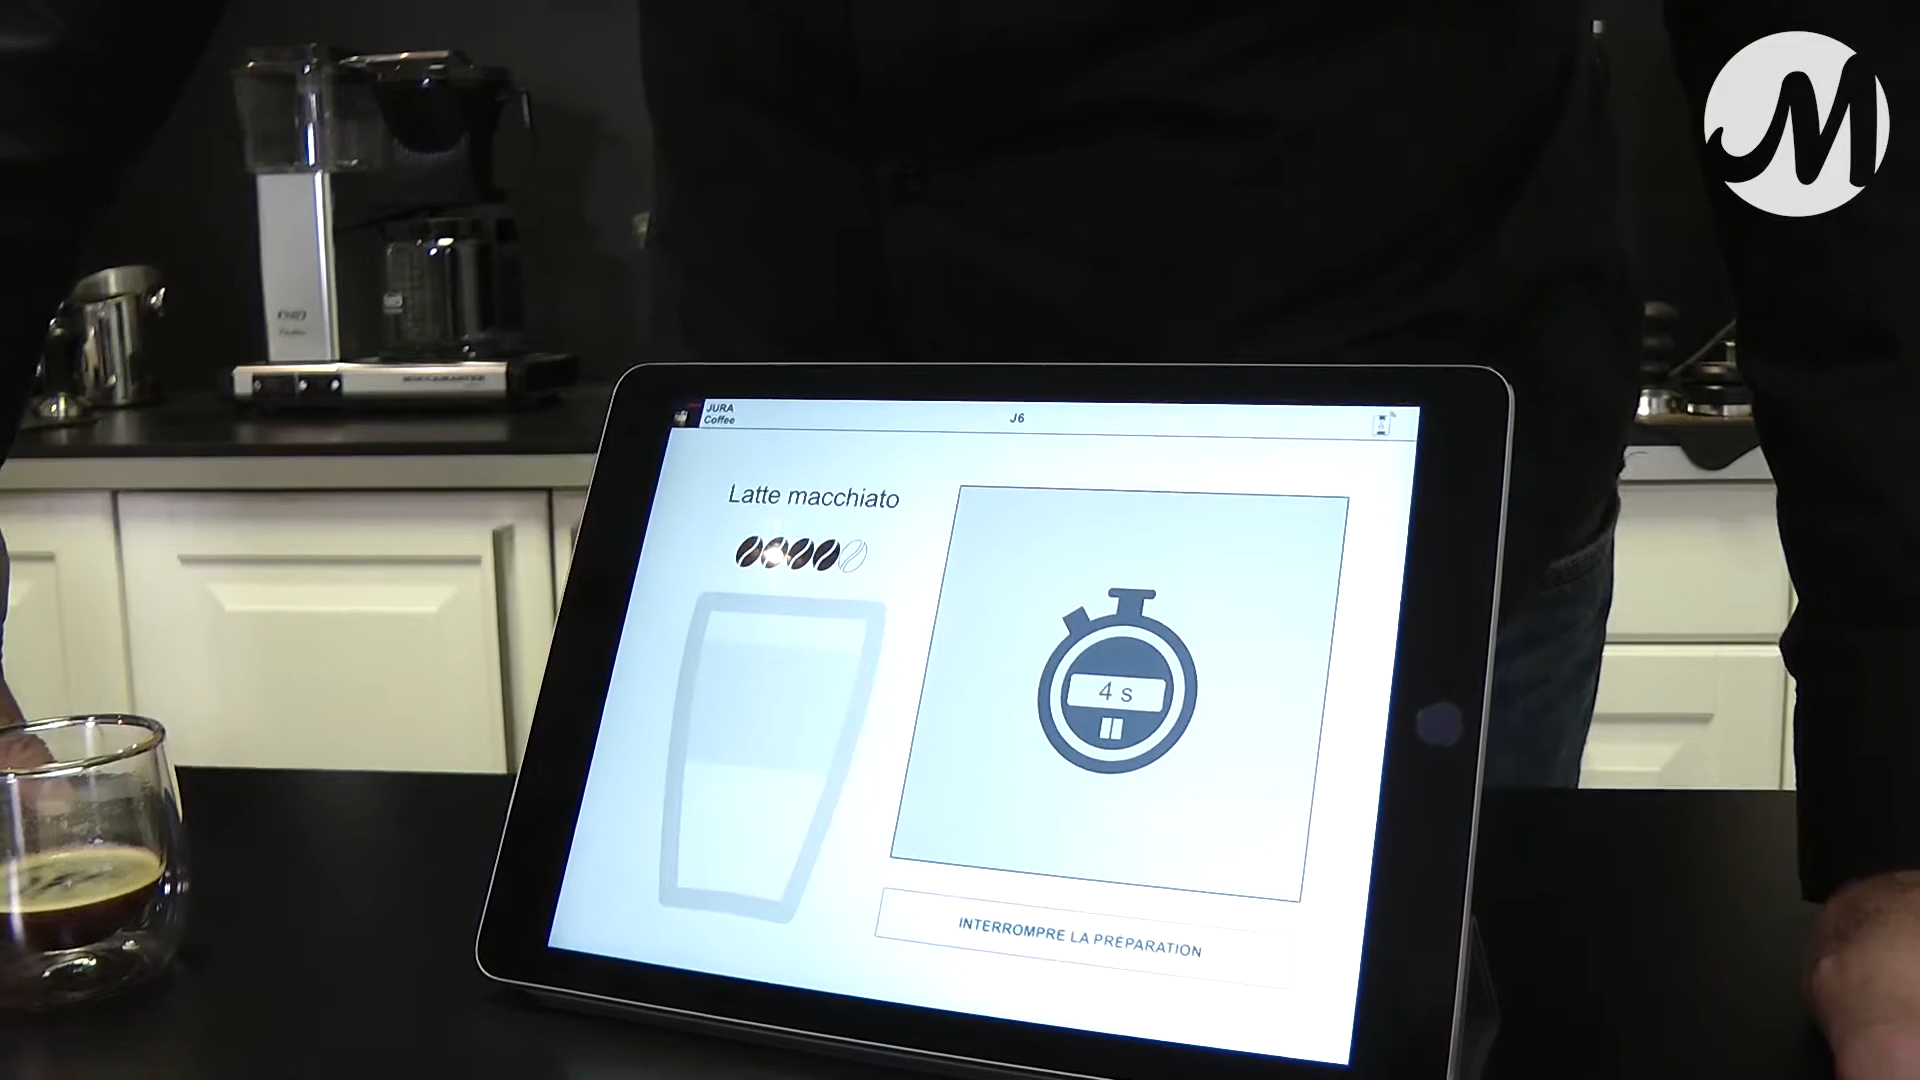 JURA
Coffee
J6
Latte macchiato
4 s
INTERROMPRE LA PRÉPARATION
M